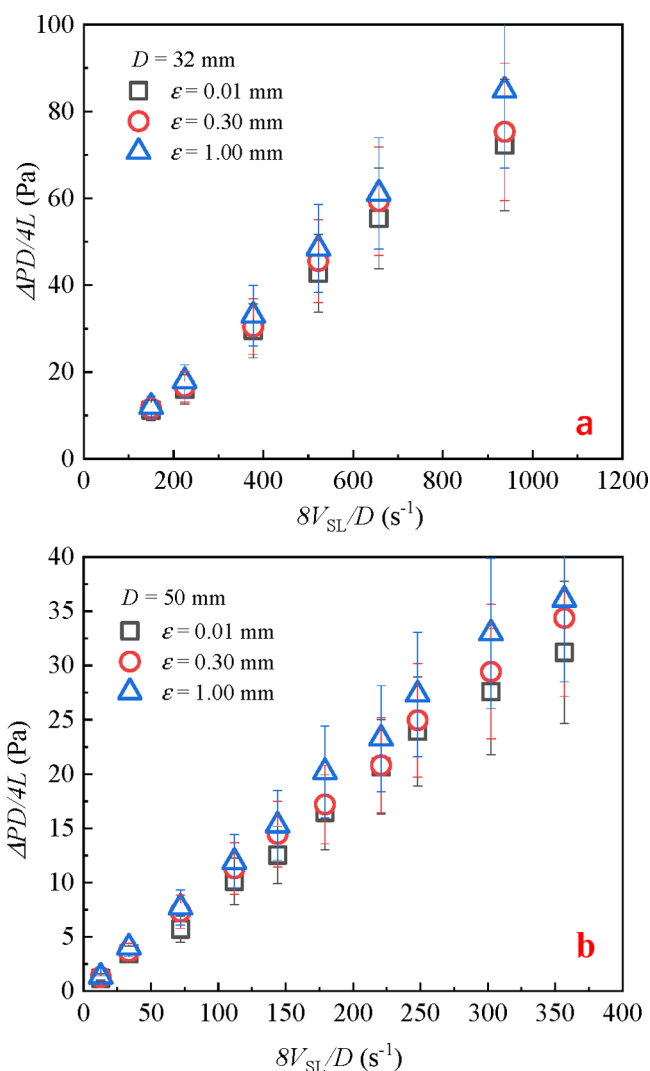 100
80
60
40
20
0
ΔPD/4L (Pa)
D = 32 mm
ε = 0.01 mm
ε = 0.30 mm
ε = 1.00 mm
a
0 200 400 600 800 1000 1200
8V_SL/D (s⁻¹)
40
35
30
25
20
15
10
5
0
ΔPD/4L (Pa)
D = 50 mm
ε = 0.01 mm
ε = 0.30 mm
ε = 1.00 mm
b
0 50 100 150 200 250 300 350 400
8V_SL/D (s⁻¹)